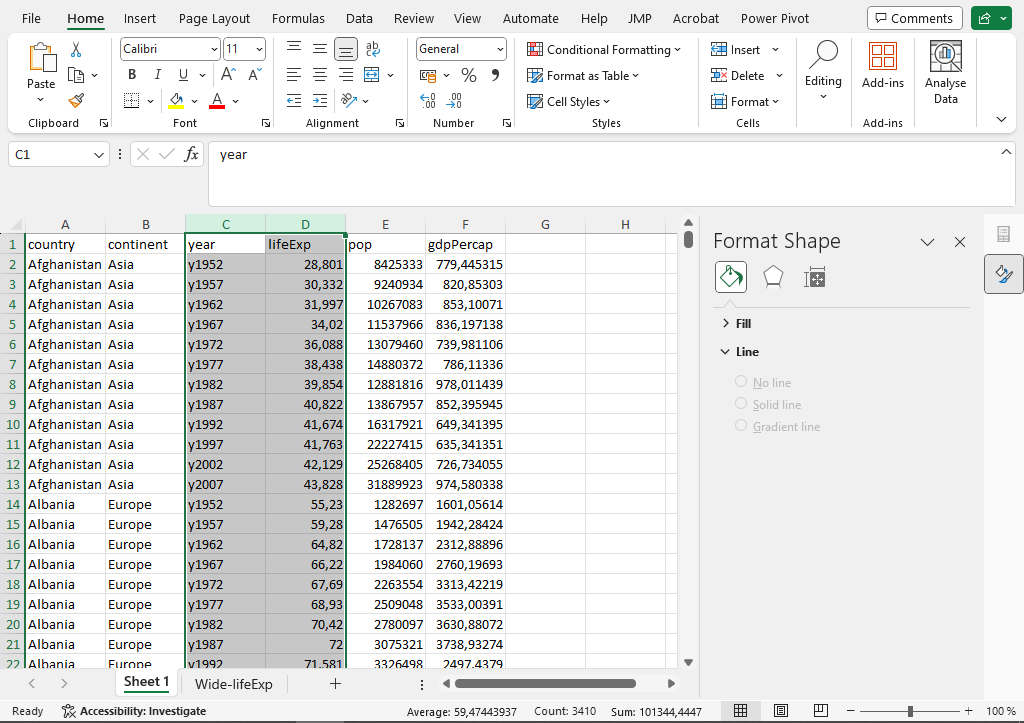 File Home Insert Page Layout Formulas Data Review View Automate Help JMP Acrobat Power Pivot Comments
Paste
Clipboard
Calibri 11
B I U A A
A
Font
ab
Alignment
General
% ,
Number
Conditional Formatting
Format as Table
Cell Styles
Styles
Insert
Delete
Format
Cells
Editing
Add-ins
Add-ins
Analyse
Data
C1 fx year
A B C D E F G H
1 country continent year lifeExp pop gdpPercap
2 Afghanistan Asia y1952 28,801 8425333 779,445315
3 Afghanistan Asia y1957 30,332 9240934 820,85303
4 Afghanistan Asia y1962 31,997 10267083 853,10071
5 Afghanistan Asia y1967 34,02 11537966 836,197138
6 Afghanistan Asia y1972 36,088 13079460 739,981106
7 Afghanistan Asia y1977 38,438 14880372 786,11336
8 Afghanistan Asia y1982 39,854 12881816 978,011439
9 Afghanistan Asia y1987 40,822 13867957 852,395945
10 Afghanistan Asia y1992 41,674 16317921 649,341395
11 Afghanistan Asia y1997 41,763 22227415 635,341351
12 Afghanistan Asia y2002 42,129 25268405 726,734055
13 Afghanistan Asia y2007 43,828 31889923 974,580338
14 Albania Europe y1952 55,23 1282697 1601,05614
15 Albania Europe y1957 59,28 1476505 1942,28424
16 Albania Europe y1962 64,82 1728137 2312,88896
17 Albania Europe y1967 66,22 1984060 2760,19693
18 Albania Europe y1972 67,69 2263554 3313,42219
19 Albania Europe y1977 68,93 2509048 3533,00391
20 Albania Europe y1982 70,42 2780097 3630,88072
21 Albania Europe y1987 72 3075321 3738,93274
22 Albania Europe y1992 71,581 3326498 2497,4379
Format Shape
Fill
Line
No line
Solid line
Gradient line
Sheet 1 Wide-lifeExp
Ready Accessibility: Investigate Average: 59,47443937 Count: 3410 Sum: 101344,4447 100 %